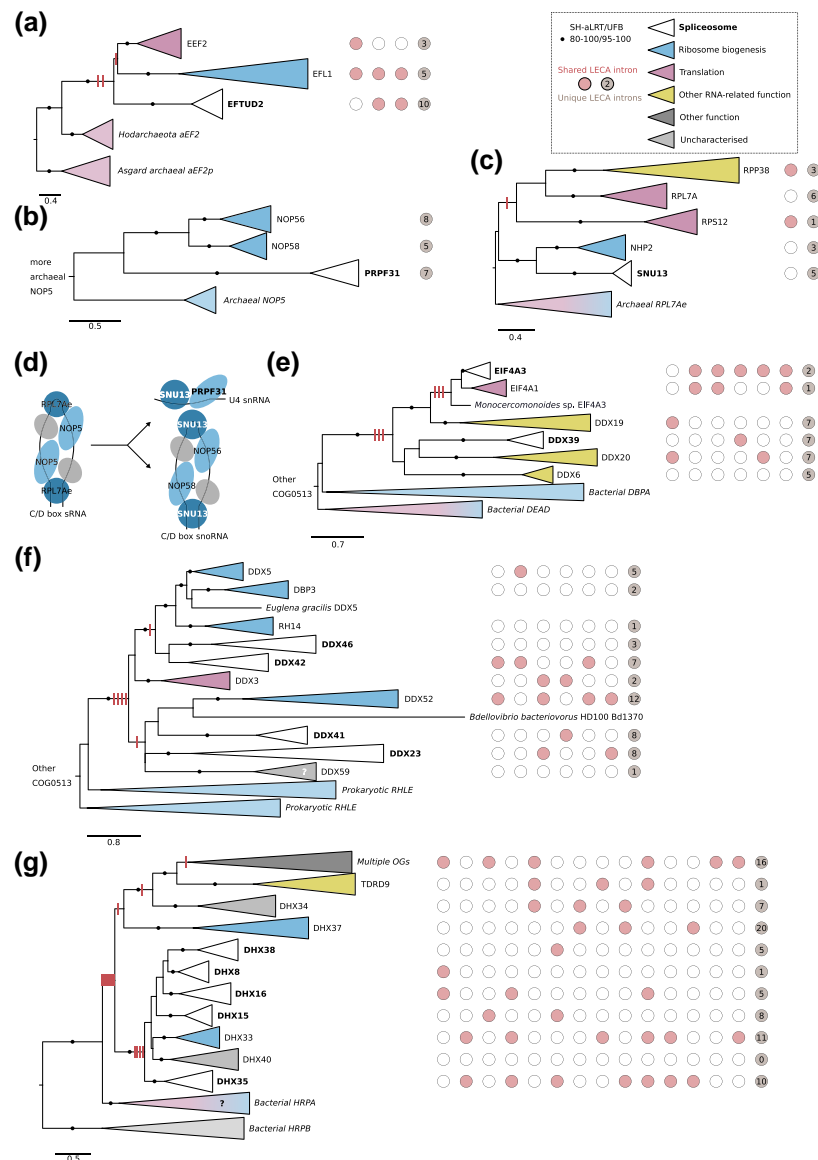 (a)
EEF2
3
EFL1
5
EFTUD2
10
Hodarchaeota aEF2
Asgard archaeal aEF2p
0.4
SH-aLRT/UFB
80-100/95-100
Shared LECA intron
2
Unique LECA introns
Spliceosome
Ribosome biogenesis
Translation
Other RNA-related function
Other function
Uncharacterised
(b)
NOP56
8
NOP58
5
PRPF31
7
more
archaeal
NOP5
Archaeal NOP5
0.5
(c)
RPP38
3
RPL7A
6
RPS12
1
NHP2
3
SNU13
5
Archaeal RPL7Ae
0.4
(d)
RPL7Ae
NOP5
NOP5
RPL7Ae
C/D box sRNA
SNU13
PRPF31
U4 snRNA
SNU13
NOP56
NOP58
SNU13
C/D box snoRNA
(e)
EIF4A3
2
EIF4A1
1
Monocercomonoides sp. EIF4A3
DDX19
7
DDX39
7
DDX20
7
DDX6
5
Other
COG0513
Bacterial DBPA
Bacterial DEAD
0.7
(f)
DDX5
5
DBP3
2
Euglena gracilis DDX5
RH14
1
DDX46
3
DDX42
7
DDX3
2
DDX52
12
Bdellovibrio bacteriovorus HD100 Bd1370
DDX41
8
DDX23
8
?
DDX59
1
Other
COG0513
Prokaryotic RHLE
Prokaryotic RHLE
0.8
(g)
Multiple OGs
16
TDRD9
1
DHX34
7
DHX37
20
DHX38
5
DHX8
1
DHX16
5
DHX15
8
DHX33
11
DHX40
0
DHX35
10
?
Bacterial HRPA
Bacterial HRPB
0.5